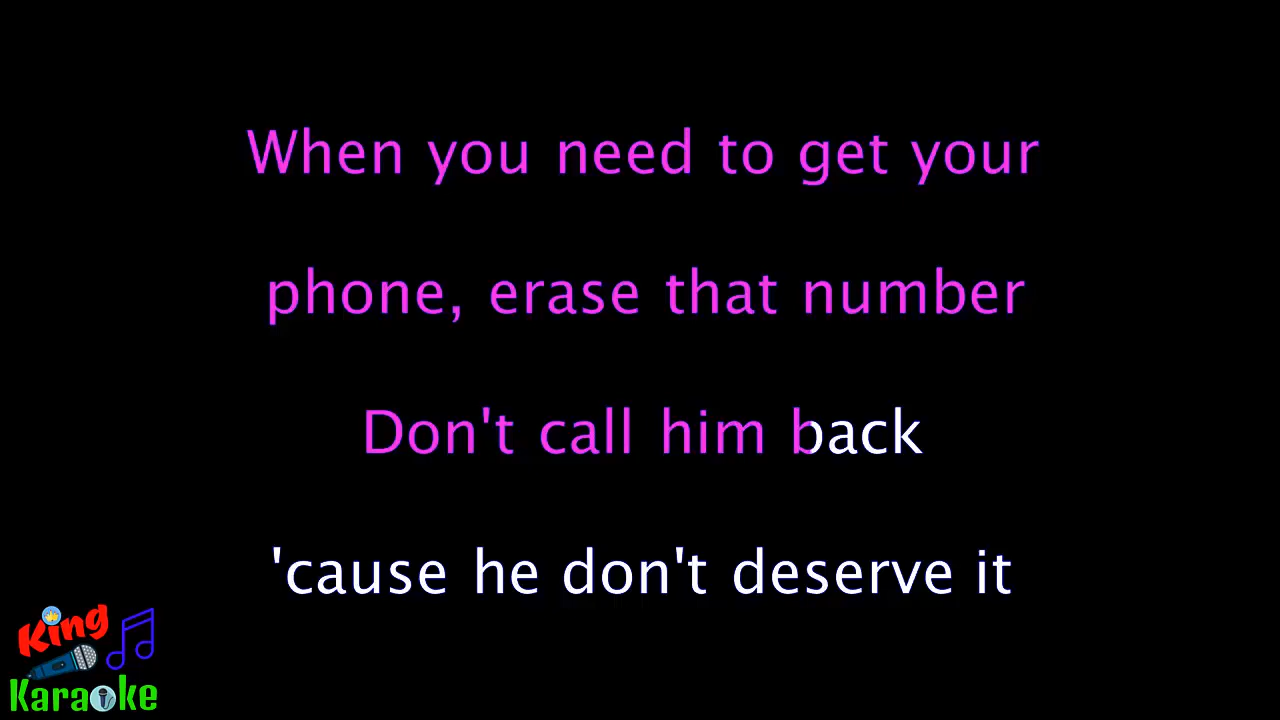 When you need to get your
phone, erase that number
Don't call him back
'cause he don't deserve it
King
Karaoke